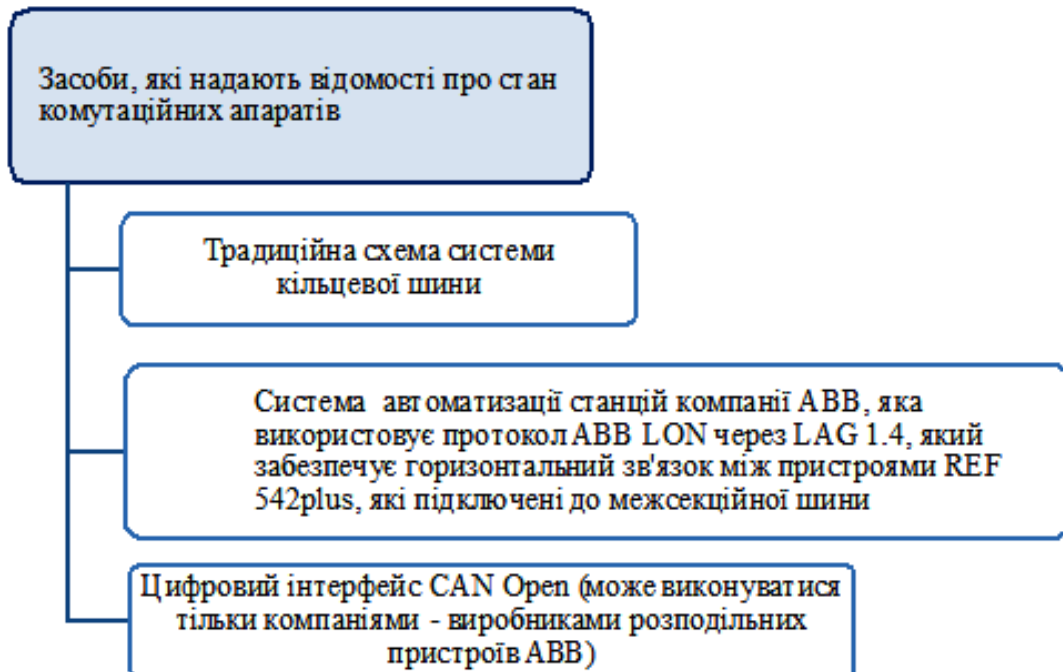 Засоби, які надають відомості про стан
комутаційних апаратів
Традиційна схема системи
кільцевої шини
Система автоматизації станцій компанії ABB, яка
використовує протокол ABB LON через LAG 1.4, який
забезпечує горизонтальний зв'язок між пристроями REF
542plus, які підключені до межсекційної шини
Цифровий інтерфейс CAN Open (може виконуватися
тільки компаніями - виробниками розподільних
пристроїв ABB)